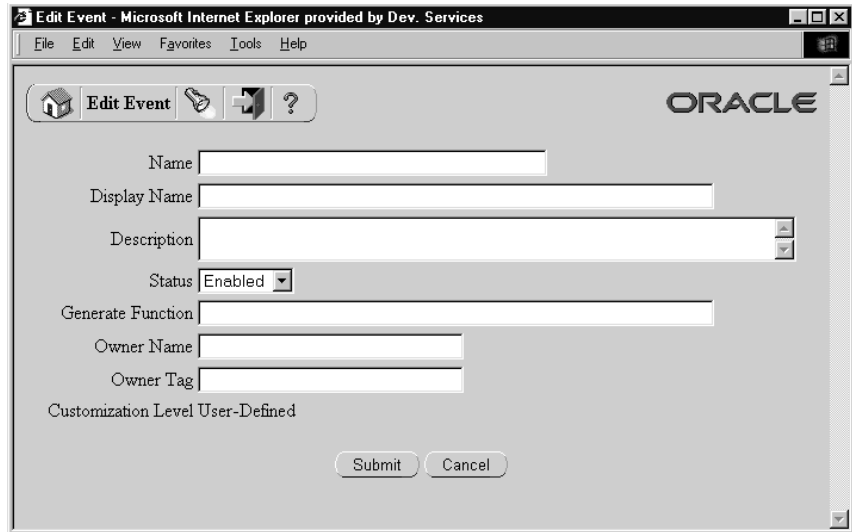 Edit Event - Microsoft Internet Explorer provided by Dev. Services
File Edit View Favorites Tools Help
Edit Event ? ORACLE
Name
Display Name
Description
Status Enabled
Generate Function
Owner Name
Owner Tag
Customization Level User-Defined
Submit Cancel